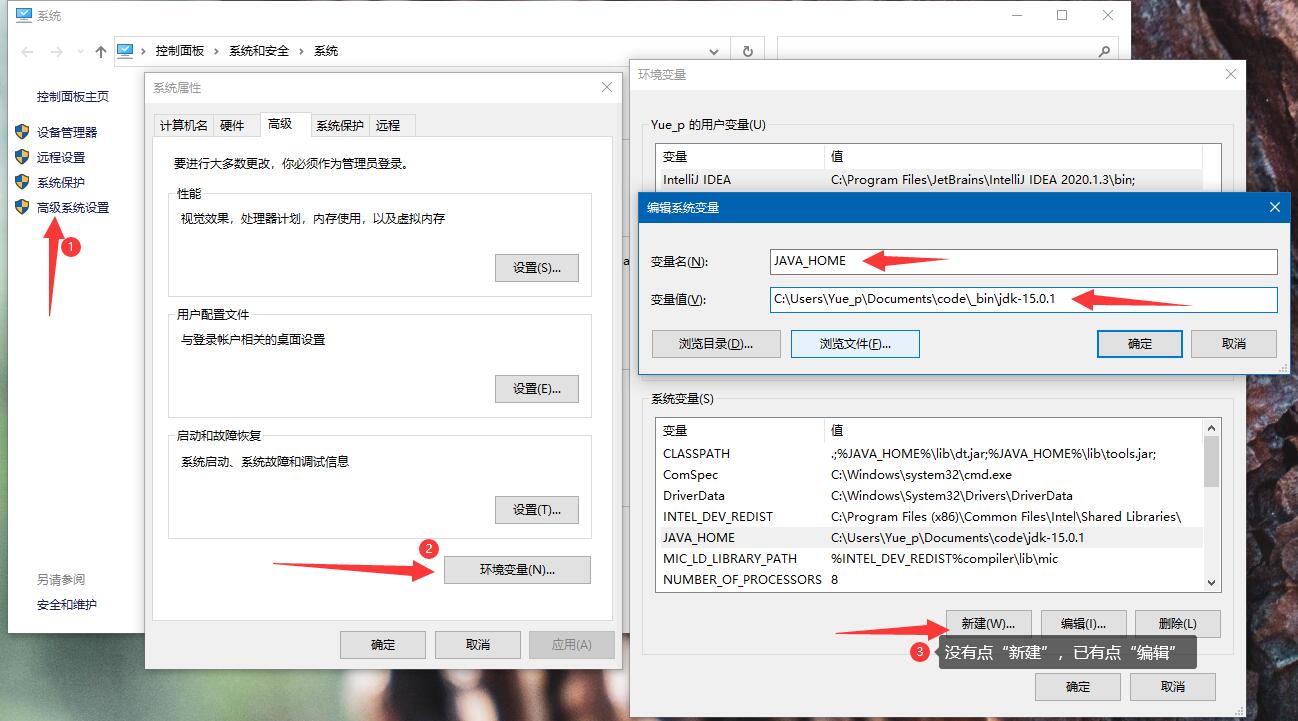 系统
控制面板 系统和安全 系统
控制面板主页
设备管理器
远程设置
系统保护
高级系统设置
1
另请参阅
安全和维护
系统属性
计算机名 硬件 高级 系统保护 远程
要进行大多数更改，你必须作为管理员登录。
性能
视觉效果，处理器计划，内存使用，以及虚拟内存
设置(S)...
用户配置文件
与登录帐户相关的桌面设置
设置(E)...
启动和故障恢复
系统启动、系统故障和调试信息
设置(T)...
2
环境变量(N)...
确定 取消 应用(A)
环境变量
Yue_p 的用户变量(U)
变量 值
IntelliJ IDEA C:\Program Files\JetBrains\IntelliJ IDEA 2020.1.3\bin;
编辑系统变量
变量名(N): JAVA_HOME
变量值(V): C:\Users\Yue_p\Documents\code\_bin\jdk-15.0.1
浏览目录(D)... 浏览文件(F)... 确定 取消
系统变量(S)
变量 值
CLASSPATH .;%JAVA_HOME%\lib\dt.jar;%JAVA_HOME%\lib\tools.jar;
ComSpec C:\Windows\system32\cmd.exe
DriverData C:\Windows\System32\Drivers\DriverData
INTEL_DEV_REDIST C:\Program Files (x86)\Common Files\Intel\Shared Libraries\
JAVA_HOME C:\Users\Yue_p\Documents\code\jdk-15.0.1
MIC_LD_LIBRARY_PATH %INTEL_DEV_REDIST%compiler\lib\mic
NUMBER_OF_PROCESSORS 8
新建(W)... 编辑(I)... 删除(L)
3 没有点“新建”，已有点“编辑”
确定 取消